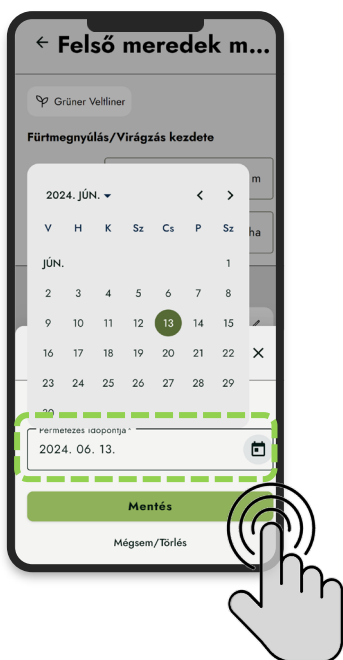 ← Felső meredek m...
Grüner Veltliner
Fürtmegnyúlás/Virágzás kezdete
m
2024. JÚN.
ha
V H K Sz Cs P Sz
JÚN. 1
2 3 4 5 6 7 8
9 10 11 12 13 14 15
16 17 18 19 20 21 22
23 24 25 26 27 28 29
30
Permetezés időpontja*
2024. 06. 13.
Mentés
Mégsem/Törlés